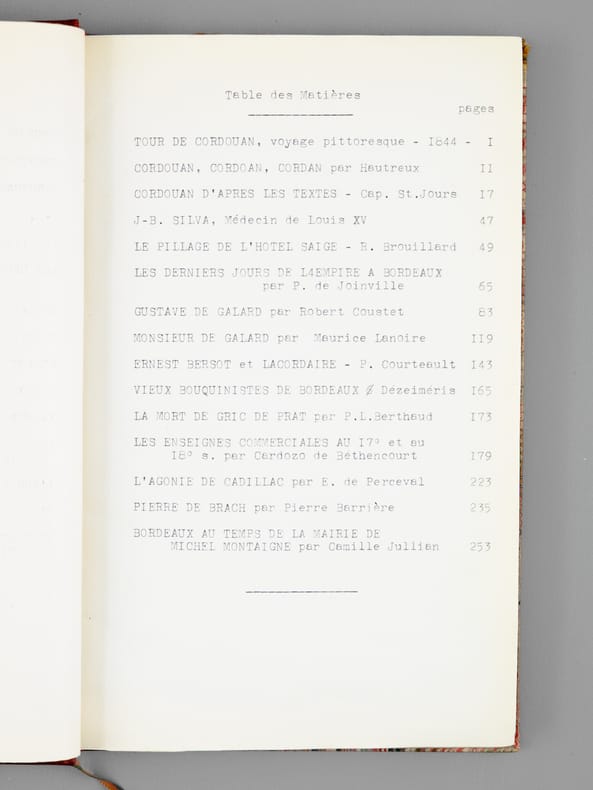 Table des Matières
pages
TOUR DE CORDOUAN, voyage pittoresque - I844 - I
CORDOUAN, CORDOAN, CORDAN par Hautreux II
CORDOUAN D'APRES LES TEXTES - Cap. St.Jours I7
J-B. SILVA, Médecin de Louis XV 47
LE PILLAGE DE L'HOTEL SAIGE - R. Brouillard 49
LES DERNIERS JOURS DE L4EMPIRE A BORDEAUX
par P. de Joinville 65
GUSTAVE DE GALARD par Robert Coustet 83
MONSIEUR DE GALARD par Maurice Lanoire II9
ERNEST BERSOT et LACORDAIRE - P. Courteault I43
VIEUX BOUQUINISTES DE BORDEAUX Dézeiméris I65
LA MORT DE GRIC DE PRAT par P.L.Berthaud I73
LES ENSEIGNES COMMERCIALES AU I7° et au
I8° s. par Cardozo de Béthencourt I79
L'AGONIE DE CADILLAC par E. de Perceval 223
PIERRE DE BRACH par Pierre Barrière 235
BORDEAUX AU TEMPS DE LA MAIRIE DE
MICHEL MONTAIGNE par Camille Jullian 253